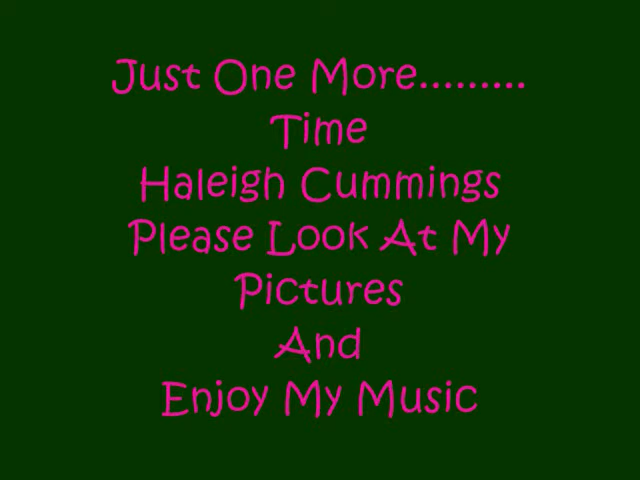 Just One More.........
Time
Haleigh Cummings
Please Look At My
Pictures
And
Enjoy My Music